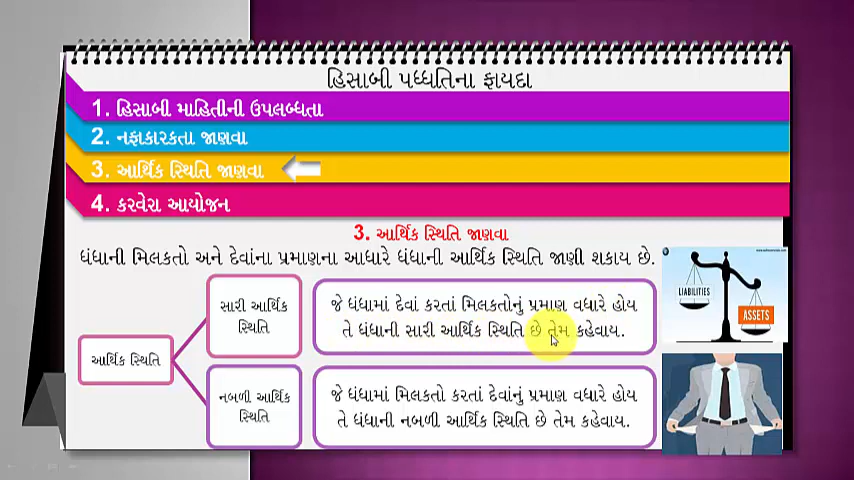 હિસાબી પધ્ધતિના ફાયદા
1. હિસાબી માહિતીની ઉપલબ્ધતા
2. નફાકારકતા જાણવા
3. આર્થિક સ્થિતિ જાણવા
4. કરવેરા આયોજન
3. આર્થિક સ્થિતિ જાણવા
ધંધાની મિલકતો અને દેવાંના પ્રમાણના આધારે ધંધાની આર્થિક સ્થિતિ જાણી શકાય છે.
આર્થિક સ્થિતિ
સારી આર્થિક
સ્થિતિ
જે ધંધામાં દેવાં કરતાં મિલકતોનું પ્રમાણ વધારે હોય
તે ધંધાની સારી આર્થિક સ્થિતિ છે તેમ કહેવાય.
નબળી આર્થિક
સ્થિતિ
જે ધંધામાં મિલકતો કરતાં દેવાંનું પ્રમાણ વધારે હોય
તે ધંધાની નબળી આર્થિક સ્થિતિ છે તેમ કહેવાય.
LIABILITIES
ASSETS